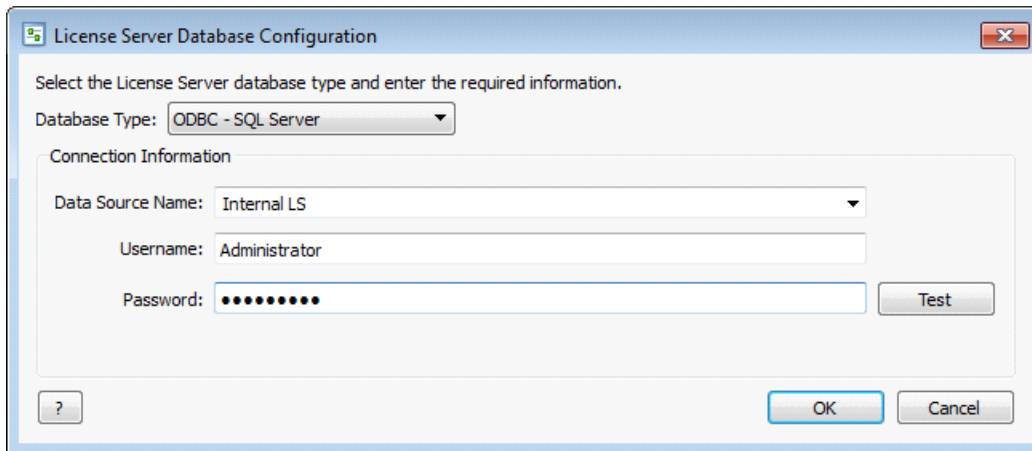 License Server Database Configuration
Select the License Server database type and enter the required information.
Database Type: ODBC - SQL Server
Connection Information
Data Source Name: Internal LS
Username: Administrator
Password: ●●●●●●●●●
Test
?
OK
Cancel